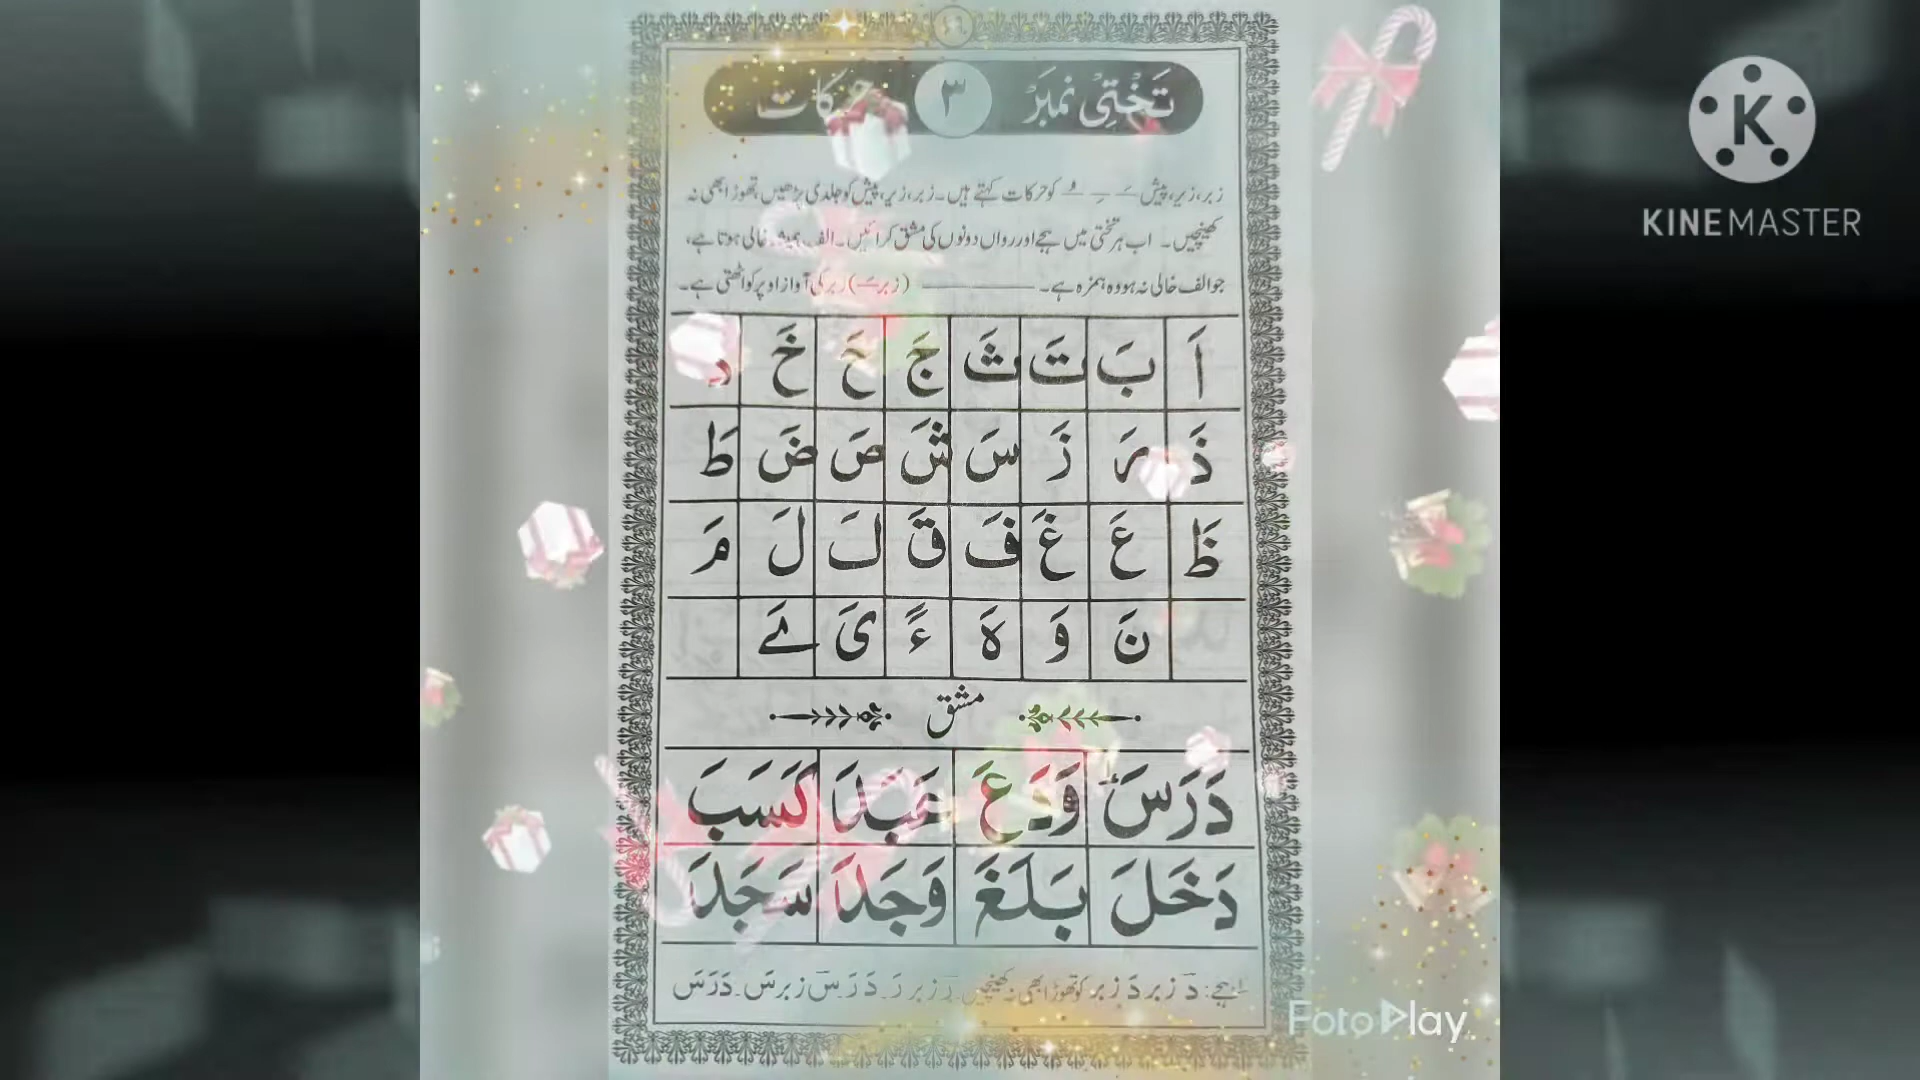 تَخْتِیْ نمبَرْ ۳ حرکات
زبر، زیر، پیش ـَ ـِ ـُ کو حرکات کہتے ہیں۔ زبر، زیر، پیش کو جلدی پڑھیں، تھوڑا بھی نہ
کھینچیں۔ اب ہر تختی میں ہجے اور رواں دونوں کی مشق کرائیں۔ الف ہمیشہ خالی ہوتا ہے،
جو الف خالی نہ ہو وہ ہمزہ ہے۔ ـــــــــــــ (زبر ـَ) زبر کی آواز اوپر کو اٹھتی ہے۔
اَ بَ تَ ثَ جَ حَ خَ د
ذَ رَ زَ سَ شَ صَ ضَ طَ
ظَ عَ غَ فَ قَ كَ لَ مَ
نَ وَ هَ ءَ یَ ےَ
مشق
دَرَسَ وَدَعَ عَبَدَ كَسَبَ
دَخَلَ بَلَغَ وَجَدَ سَجَدَ
ہجے: دَ زبر دَ زبر کو تھوڑا بھی نہ کھینچیں رَ زبر رَ۔ دَرَ۔ سَ زبر سَ۔ دَرَسَ
KINEMASTER
FotoPlay